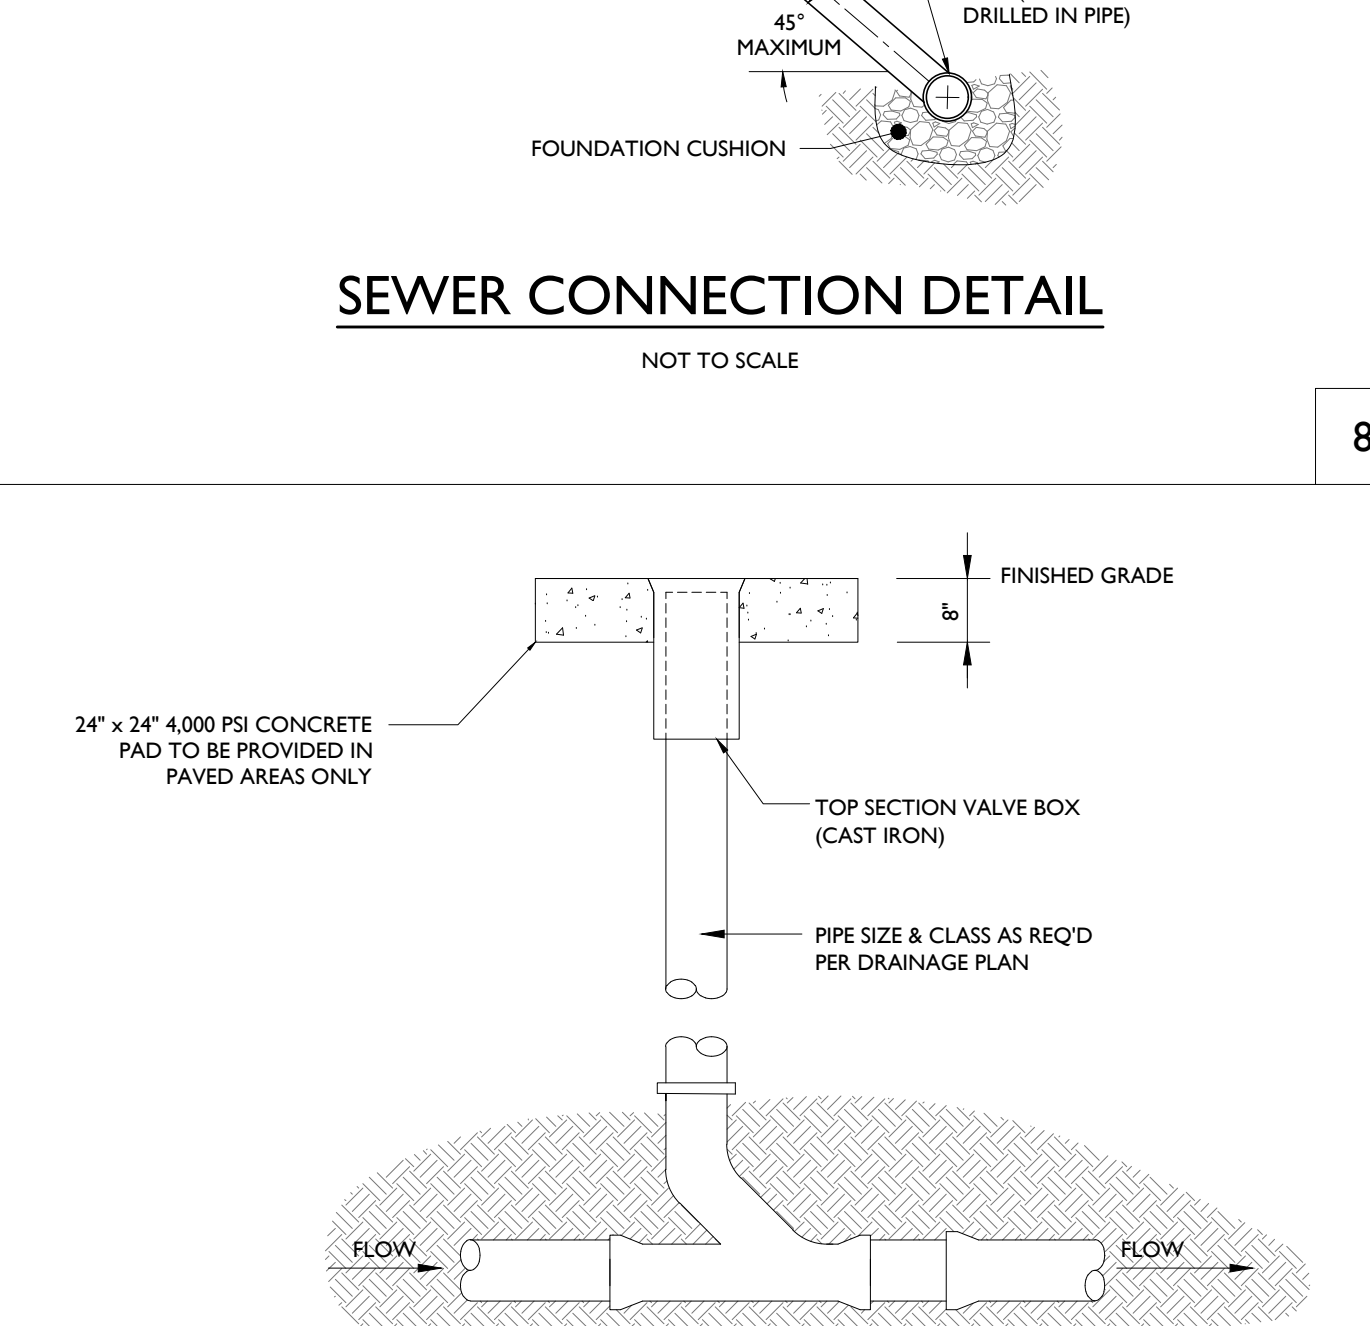 45°
MAXIMUM
DRILLED IN PIPE)
FOUNDATION CUSHION
SEWER CONNECTION DETAIL
NOT TO SCALE
8
FINISHED GRADE
8"
24" x 24" 4,000 PSI CONCRETE
PAD TO BE PROVIDED IN
PAVED AREAS ONLY
TOP SECTION VALVE BOX
(CAST IRON)
PIPE SIZE & CLASS AS REQ'D
PER DRAINAGE PLAN
FLOW
FLOW